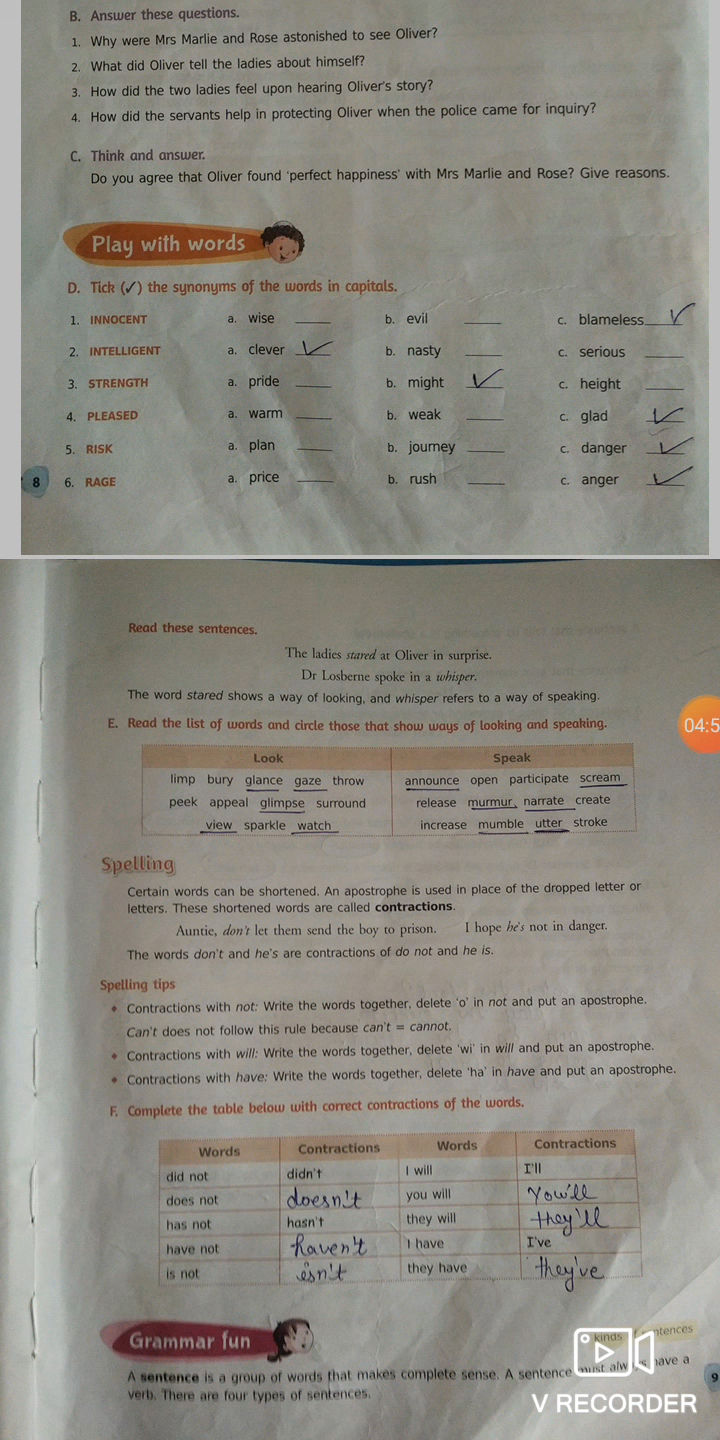 B. Answer these questions.
1. Why were Mrs Marlie and Rose astonished to see Oliver?
2. What did Oliver tell the ladies about himself?
3. How did the two ladies feel upon hearing Oliver's story?
4. How did the servants help in protecting Oliver when the police came for inquiry?
C. Think and answer.
Do you agree that Oliver found 'perfect happiness' with Mrs Marlie and Rose? Give reasons.
Play with words
D. Tick (✓) the synonyms of the words in capitals.
1. INNOCENT a. wise ____ b. evil ____ c. blameless ✓
2. INTELLIGENT a. clever ✓ b. nasty ____ c. serious ____
3. STRENGTH a. pride ____ b. might ✓ c. height ____
4. PLEASED a. warm ____ b. weak ____ c. glad ✓
5. RISK a. plan ____ b. journey ____ c. danger ✓
8 6. RAGE a. price ____ b. rush ____ c. anger ✓
Read these sentences.
The ladies stared at Oliver in surprise.
Dr Losberne spoke in a whisper.
The word stared shows a way of looking, and whisper refers to a way of speaking.
04:5
E. Read the list of words and circle those that show ways of looking and speaking.
Look Speak
limp bury glance gaze throw announce open participate scream
peek appeal glimpse surround release murmur narrate create
view sparkle watch increase mumble utter stroke
Spelling
Certain words can be shortened. An apostrophe is used in place of the dropped letter or
letters. These shortened words are called contractions.
Auntie, don't let them send the boy to prison. I hope he's not in danger.
The words don't and he's are contractions of do not and he is.
Spelling tips
• Contractions with not: Write the words together, delete 'o' in not and put an apostrophe.
Can't does not follow this rule because can't = cannot.
• Contractions with will: Write the words together, delete 'wi' in will and put an apostrophe.
• Contractions with have: Write the words together, delete 'ha' in have and put an apostrophe.
F. Complete the table below with correct contractions of the words.
Words Contractions Words Contractions
did not didn't I will I'll
does not doesn't you will You'll
has not hasn't they will they'll
have not haven't I have I've
is not isn't they have they've
Grammar fun
kinds
A sentence is a group of words that makes complete sense. A sentence must always have a
verb. There are four types of sentences.
9
V RECORDER